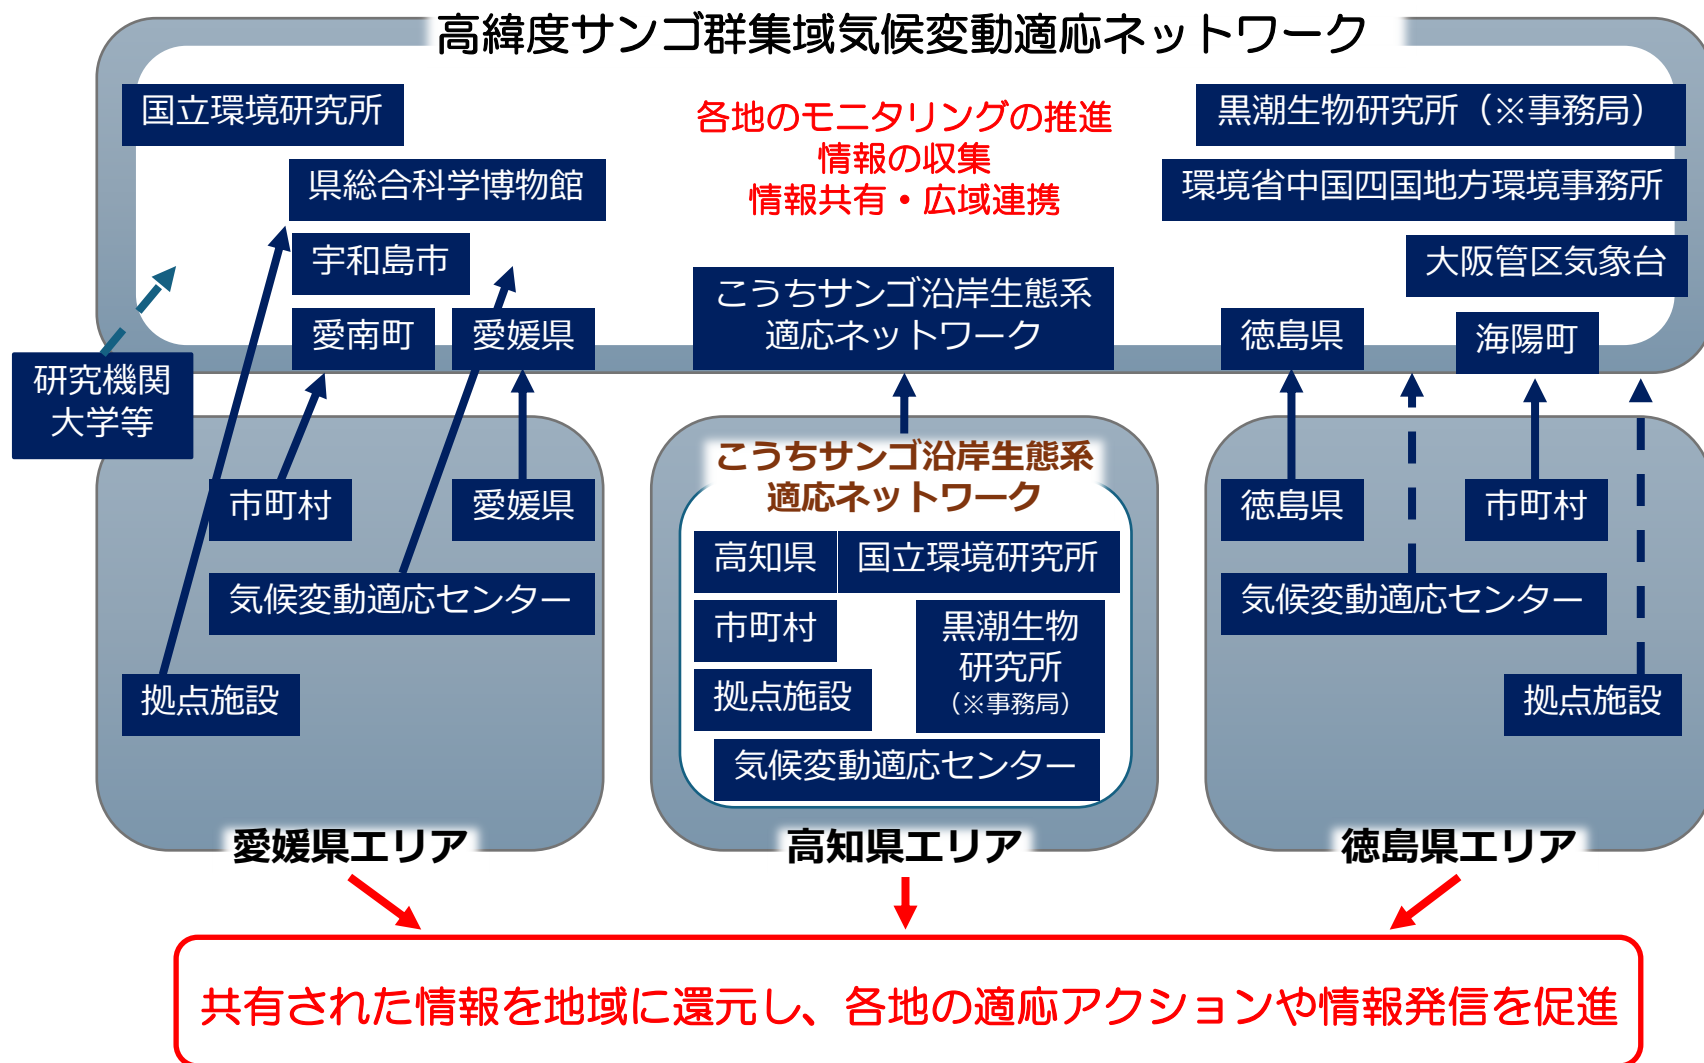 高緯度サンゴ群集域気候変動適応ネットワーク
国立環境研究所
各地のモニタリングの推進
情報の収集
情報共有・広域連携
黒潮生物研究所（※事務局）
県総合科学博物館
環境省中国四国地方環境事務所
宇和島市
大阪管区気象台
こうちサンゴ沿岸生態系
適応ネットワーク
愛南町
愛媛県
徳島県
海陽町
研究機関
大学等
市町村
愛媛県
気候変動適応センター
拠点施設
愛媛県エリア
こうちサンゴ沿岸生態系
適応ネットワーク
高知県
国立環境研究所
市町村
黒潮生物
研究所
（※事務局）
拠点施設
気候変動適応センター
高知県エリア
徳島県
市町村
気候変動適応センター
拠点施設
徳島県エリア
共有された情報を地域に還元し、各地の適応アクションや情報発信を促進